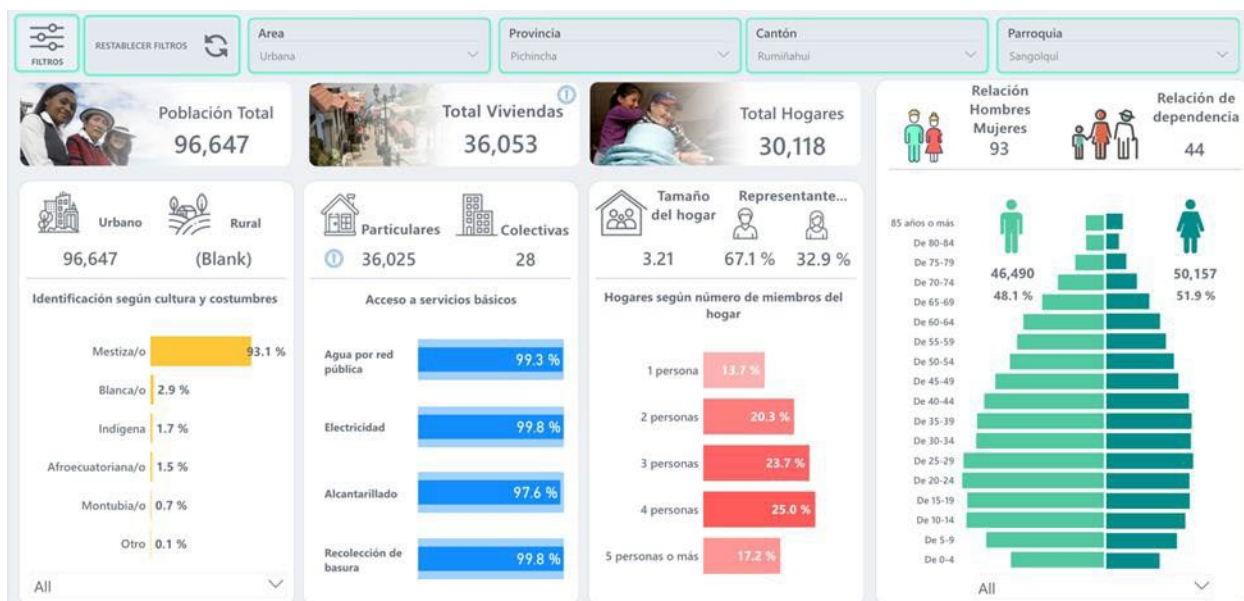 FILTROS
RESTABLECER FILTROS
Area
Urbana
Provincia
Pichincha
Cantón
Rumiñahui
Parroquia
Sangolquí
Población Total
96,647
Total Viviendas
36,053
Total Hogares
30,118
Relación
Hombres
Mujeres
93
Relación de
dependencia
44
Urbano
Rural
96,647
(Blank)
Identificación según cultura y costumbres
Mestiza/o 93.1 %
Blanca/o 2.9 %
Indígena 1.7 %
Afroecuatoriana/o 1.5 %
Montubia/o 0.7 %
Otro 0.1 %
All
Particulares
Colectivas
36,025
28
Acceso a servicios básicos
Agua por red
pública
99.3 %
Electricidad 99.8 %
Alcantarillado 97.6 %
Recolección de
basura
99.8 %
Tamaño
del hogar
Representante...
3.21
67.1 %
32.9 %
Hogares según número de miembros del
hogar
1 persona 13.7 %
2 personas 20.3 %
3 personas 23.7 %
4 personas 25.0 %
5 personas o más 17.2 %
85 años o más
De 80-84
De 75-79
De 70-74
De 65-69
De 60-64
De 55-59
De 50-54
De 45-49
De 40-44
De 35-39
De 30-34
De 25-29
De 20-24
De 15-19
De 10-14
De 5-9
De 0-4
46,490
48.1 %
50,157
51.9 %
All